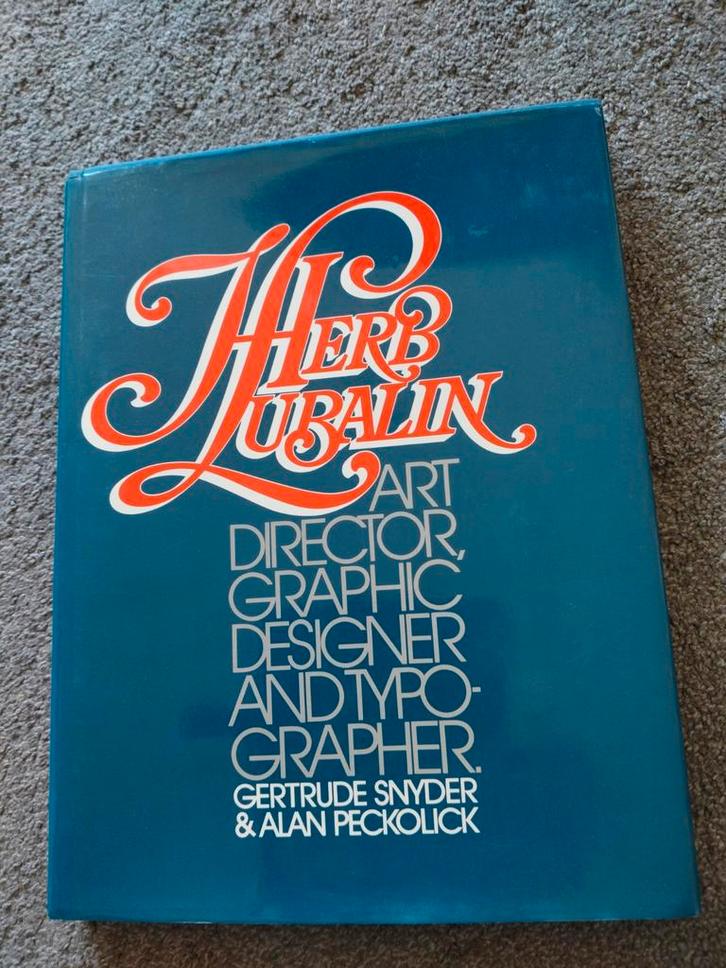 HERB
LUBALIN
ART
DIRECTOR,
GRAPHIC
DESIGNER
AND TYPO-
GRAPHER.
GERTRUDE SNYDER
& ALAN PECKOLICK